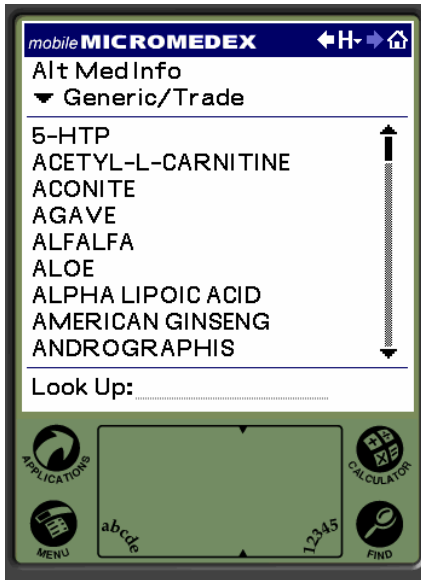 mobile MICROMEDEX H
Alt Med Info
Generic/Trade
5-HTP
ACETYL-L-CARNITINE
ACONITE
AGAVE
ALFALFA
ALOE
ALPHA LIPOIC ACID
AMERICAN GINSENG
ANDROGRAPHIS
Look Up:
APPLICATIONS
CALCULATOR
MENU
abcde
12345
FIND